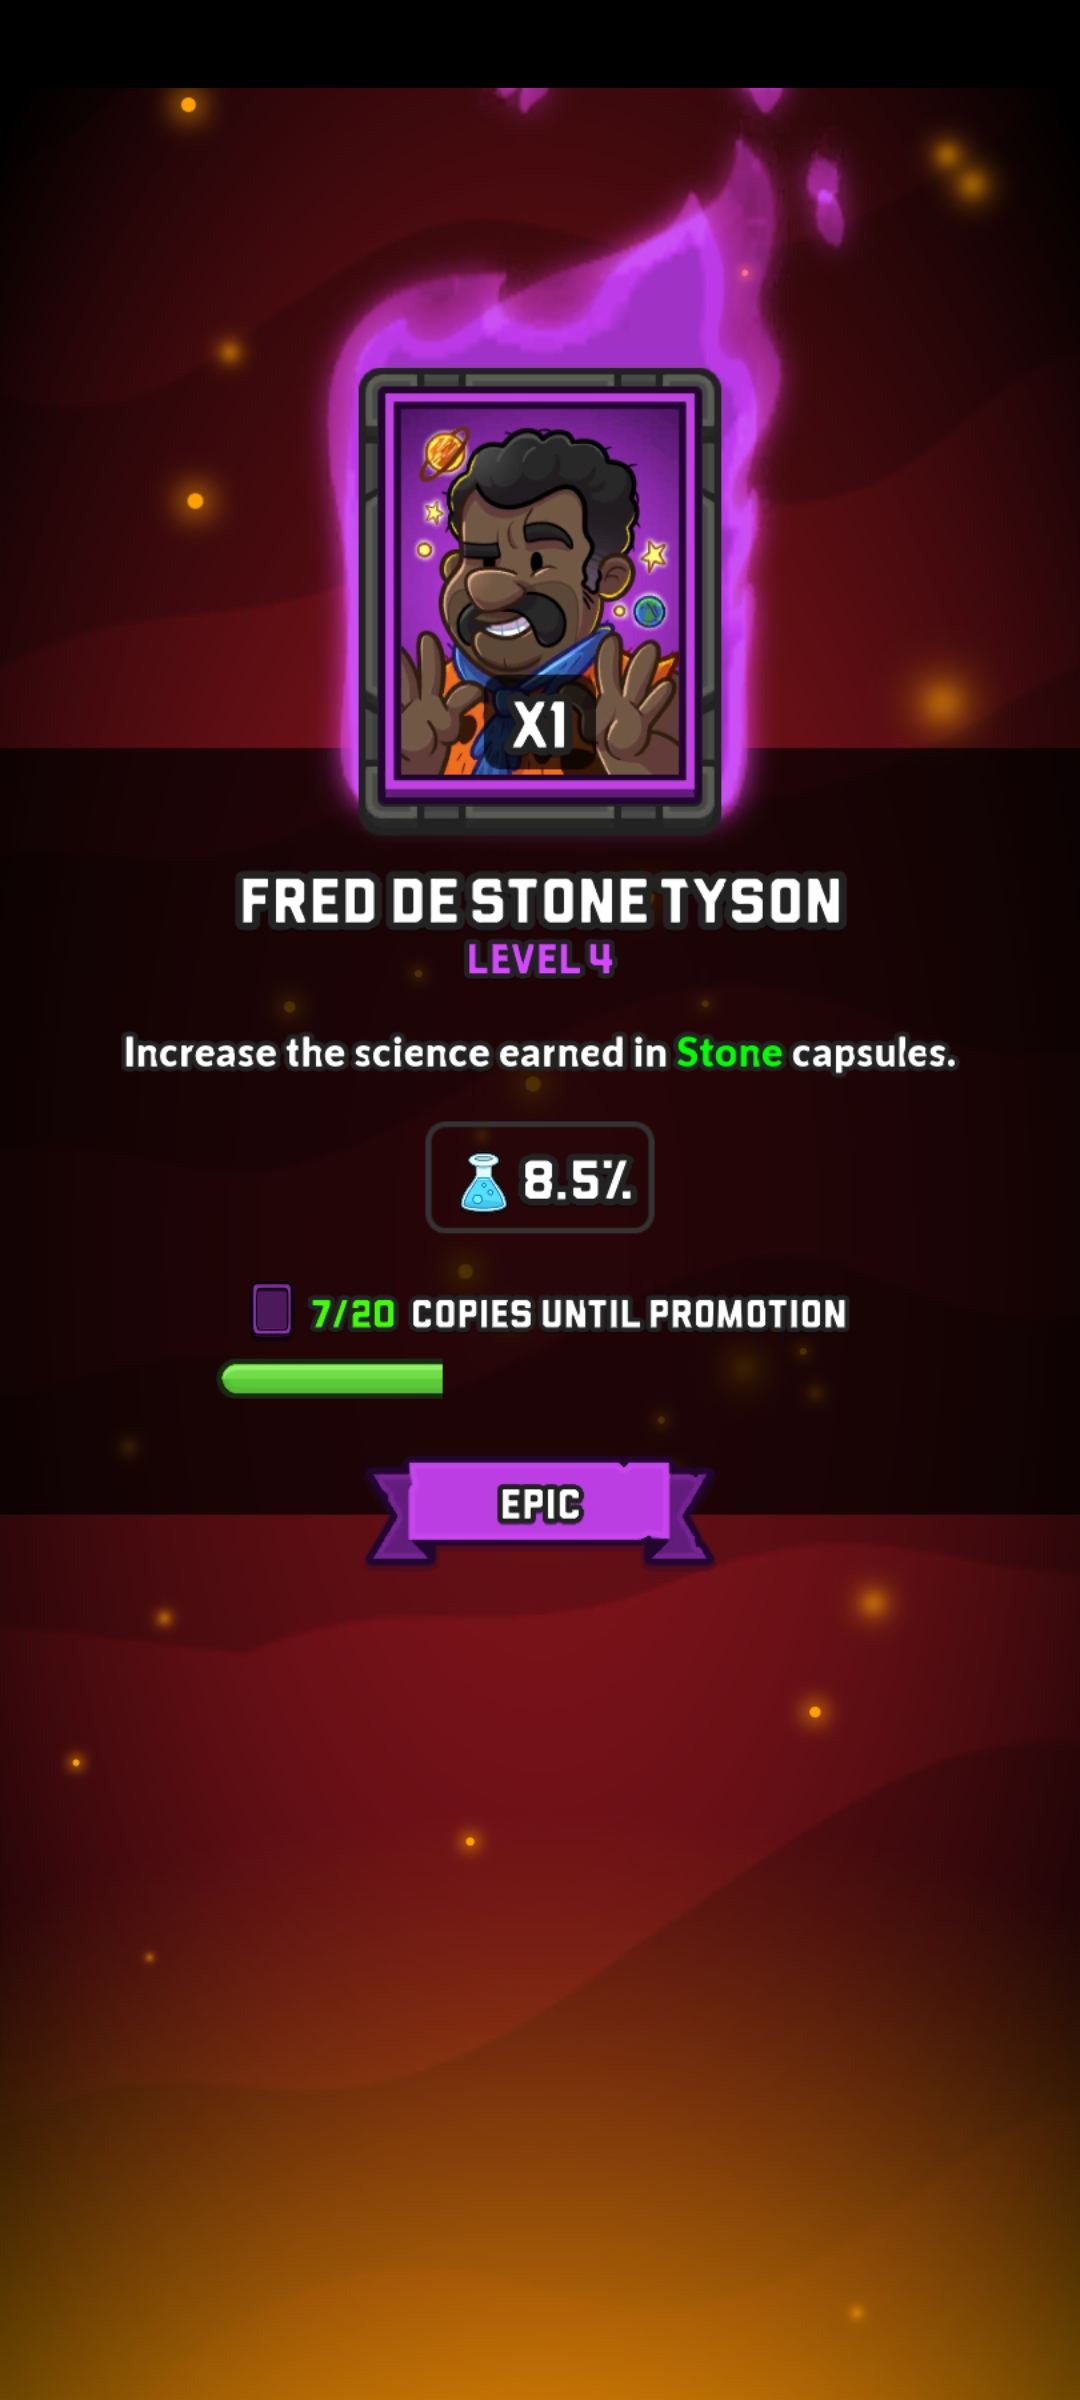 X1
FRED DE STONE TYSON
LEVEL 4
Increase the science earned in Stone capsules.
8.5%
7/20 COPIES UNTIL PROMOTION
EPIC